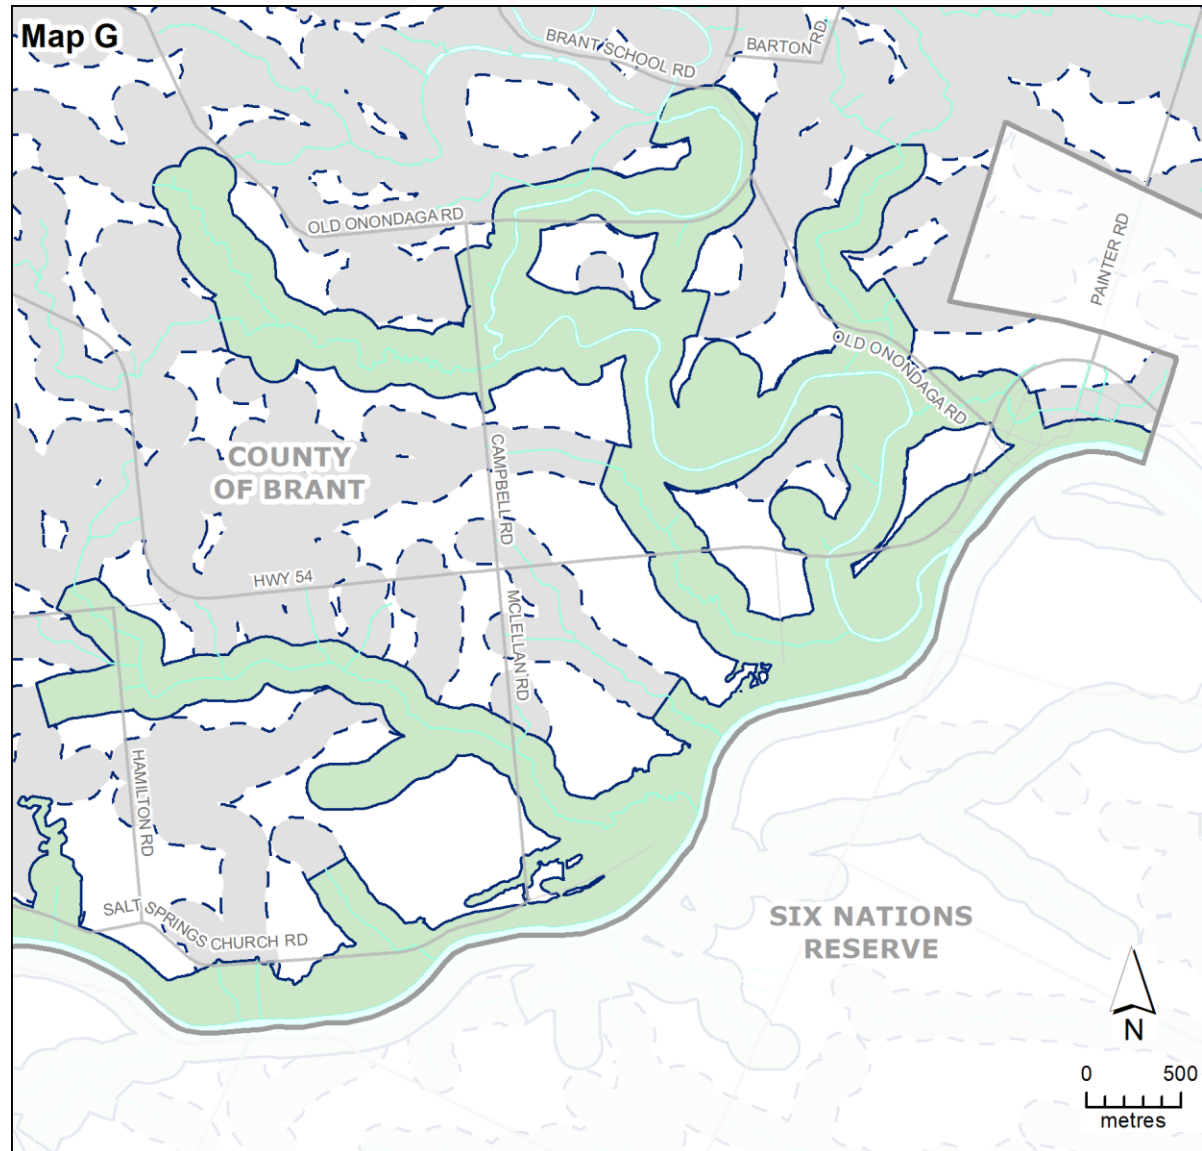 Map G
BRANT SCHOOL RD
BARTON RD
OLD ONONDAGA RD
PAINTER RD
OLD ONONDAGA RD
COUNTY
OF BRANT
CAMPBELL RD
HWY 54
MCLELLAN RD
HAMILTON RD
SALT SPRINGS CHURCH RD
SIX NATIONS
RESERVE
N
0 500
metres